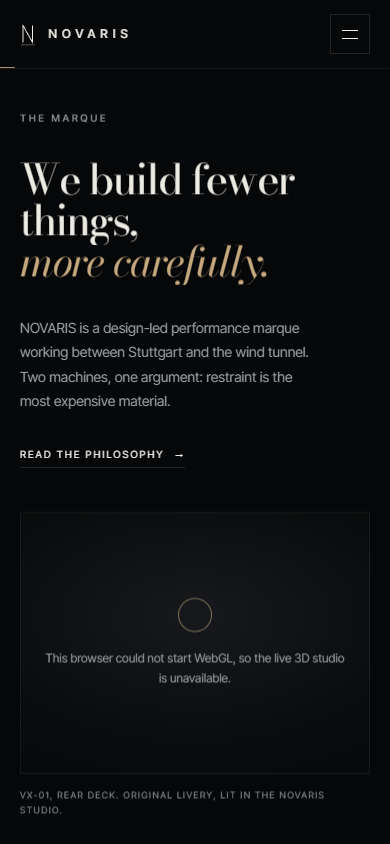 N NOVARIS
THE MARQUE
We build fewer
things,
more carefully.
NOVARIS is a design-led performance marque
working between Stuttgart and the wind tunnel.
Two machines, one argument: restraint is the
most expensive material.
READ THE PHILOSOPHY →
This browser could not start WebGL, so the live 3D studio
is unavailable.
VX-01, REAR DECK. ORIGINAL LIVERY, LIT IN THE NOVARIS
STUDIO.